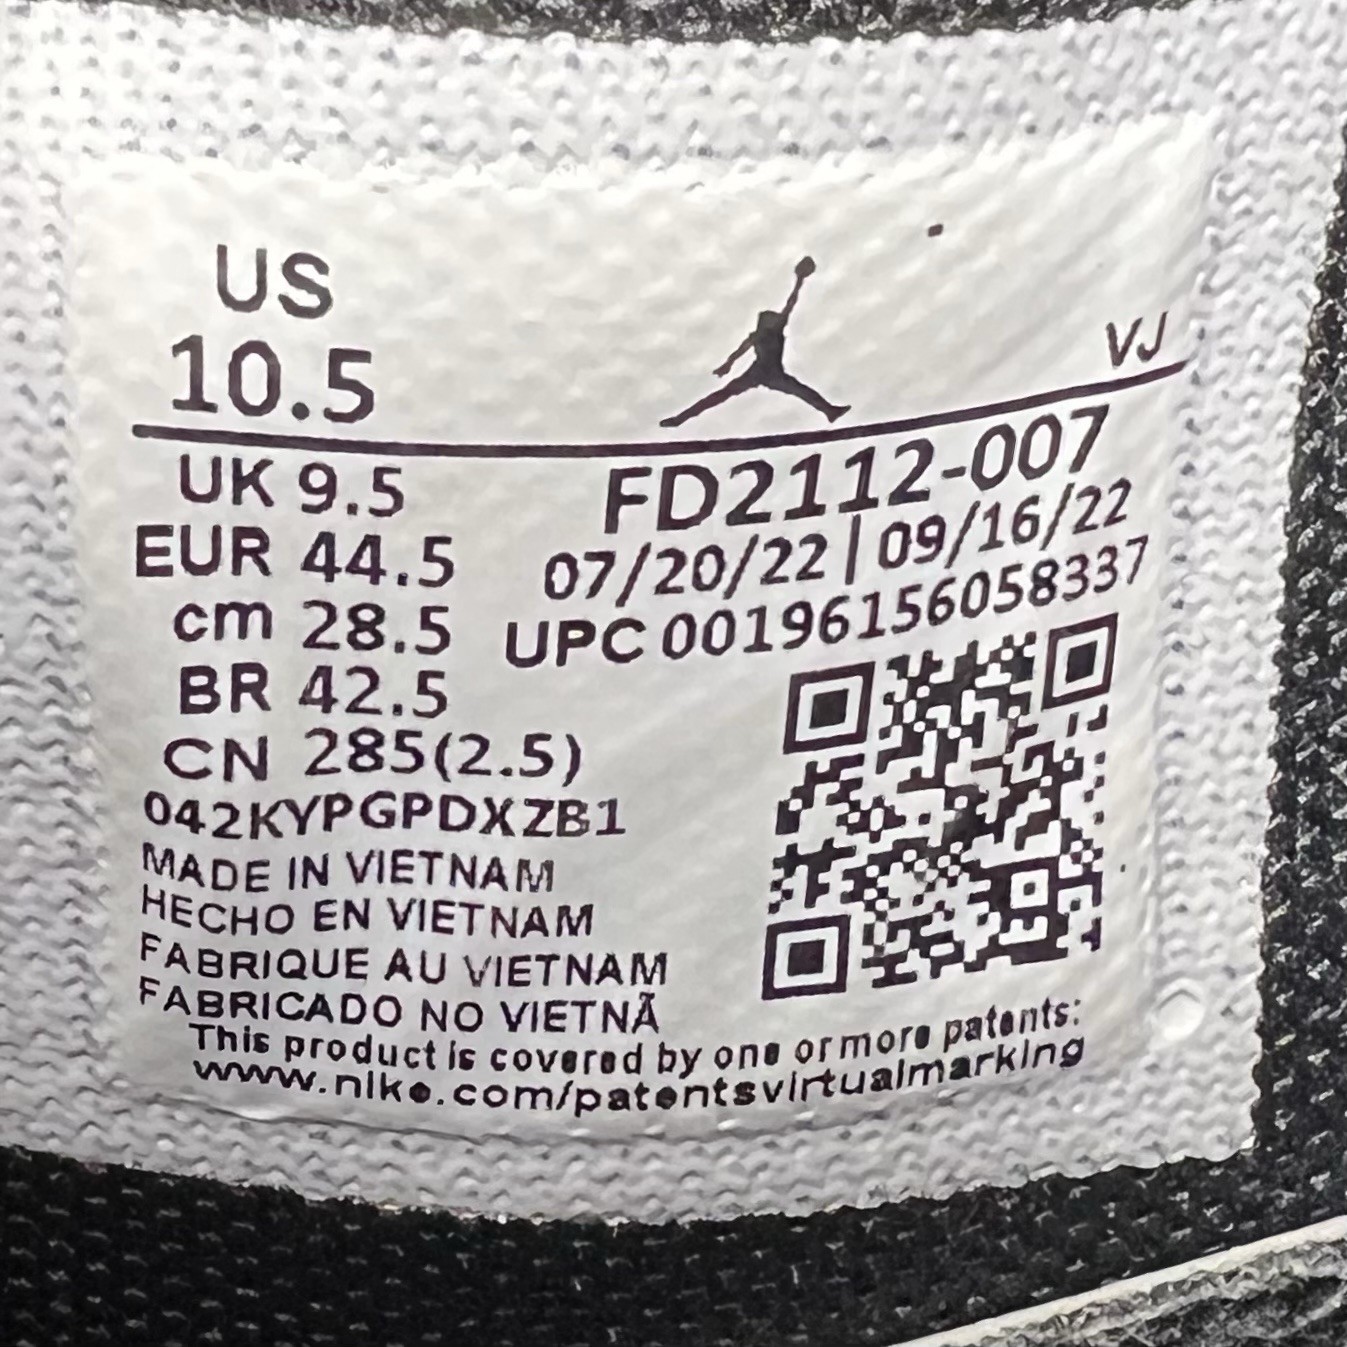 US
10.5
VJ
UK 9.5
EUR 44.5
cm 28.5
BR 42.5
CN 285(2.5)
FD2112-007
07/20/22 | 09/16/22
UPC 00196156058337
042KYPGPDXZB1
MADE IN VIETNAM
HECHO EN VIETNAM
FABRIQUE AU VIETNAM
FABRICADO NO VIETNÃ
This product is covered by one or more patents:
www.nike.com/patentsvirtualmarking